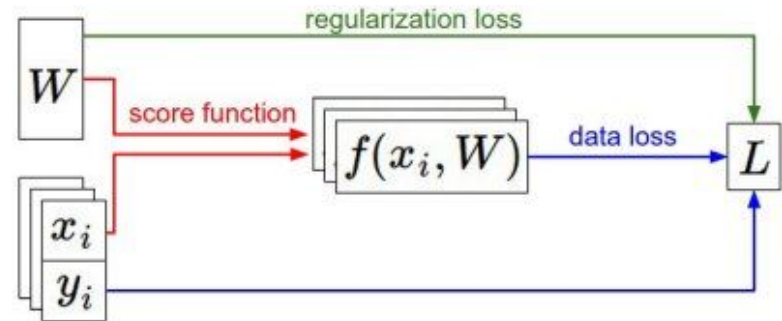 regularization loss
W
score function
f(x_i, W)
data loss
L
x_i
y_i